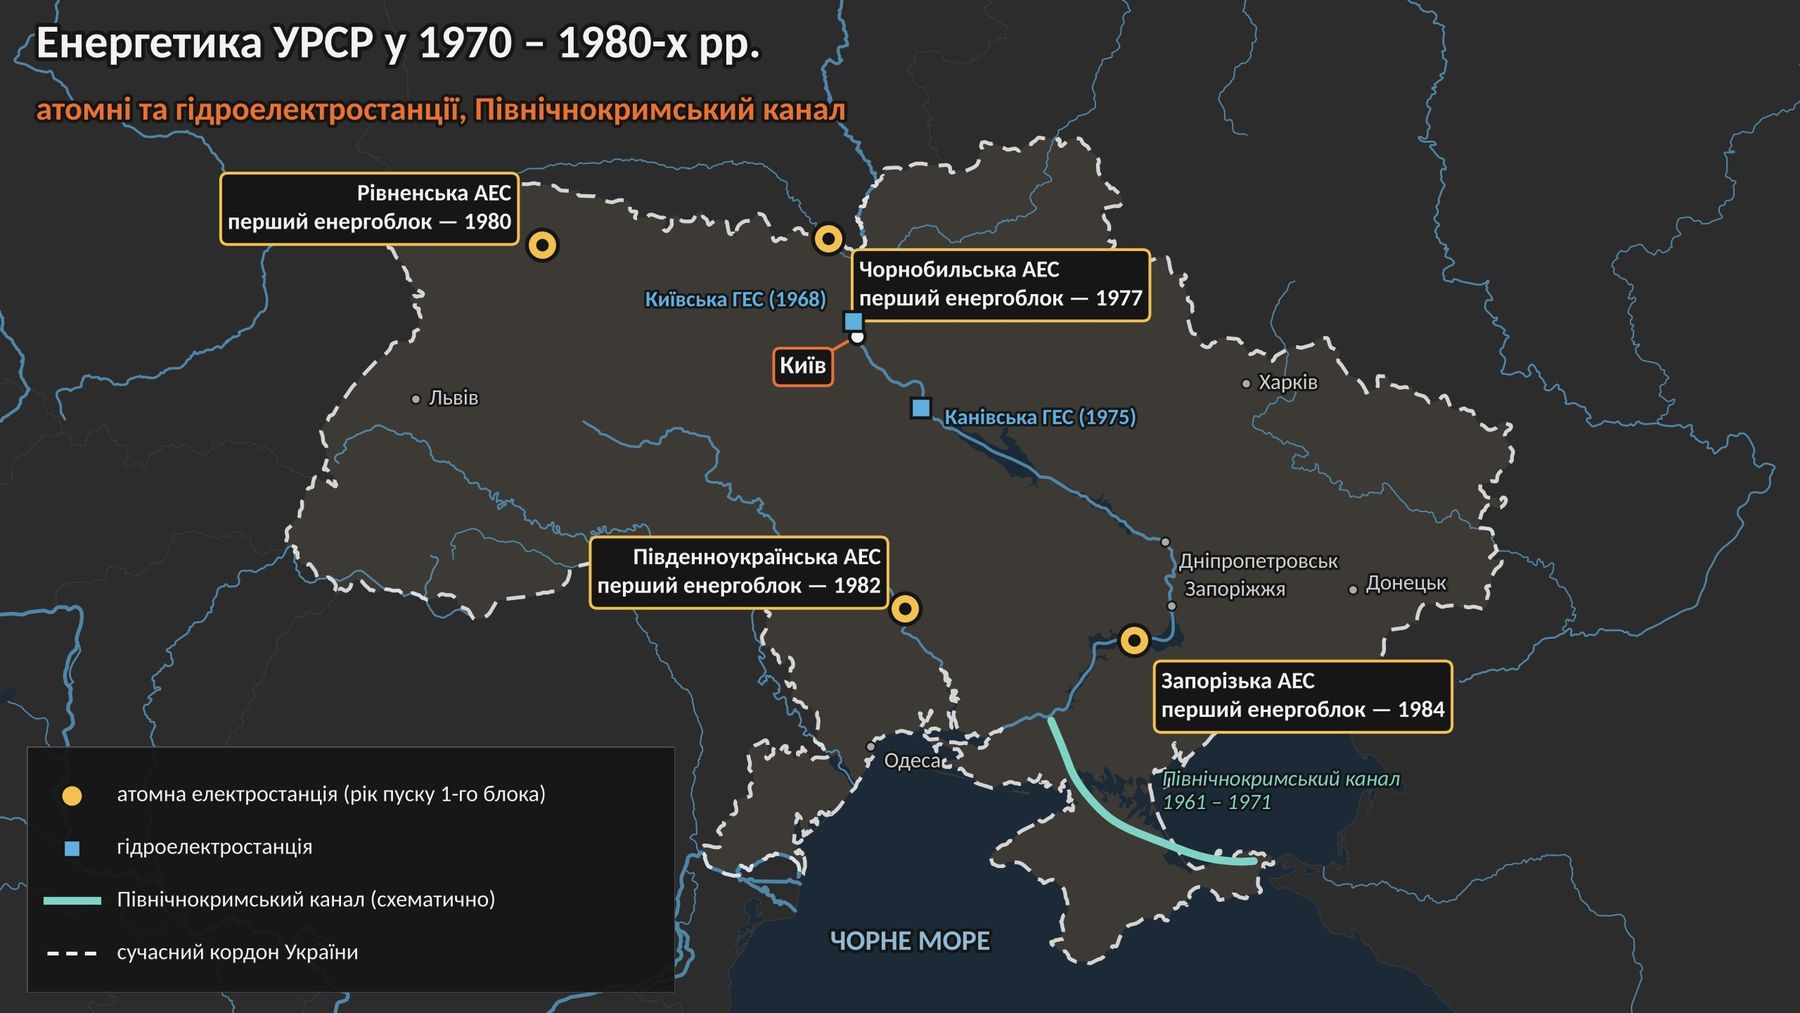 Енергетика УРСР у 1970 – 1980-х рр.
атомні та гідроелектростанції, Північнокримський канал
Рівненська АЕС
перший енергоблок — 1980
Чорнобильська АЕС
перший енергоблок — 1977
Київська ГЕС (1968)
Київ
Львів
Харків
Канівська ГЕС (1975)
Південноукраїнська АЕС
перший енергоблок — 1982
Дніпропетровськ
Запоріжжя
Донецьк
Запорізька АЕС
перший енергоблок — 1984
Одеса
Північнокримський канал
1961 – 1971
атомна електростанція (рік пуску 1-го блока)
гідроелектростанція
Північнокримський канал (схематично)
сучасний кордон України
ЧОРНЕ МОРЕ